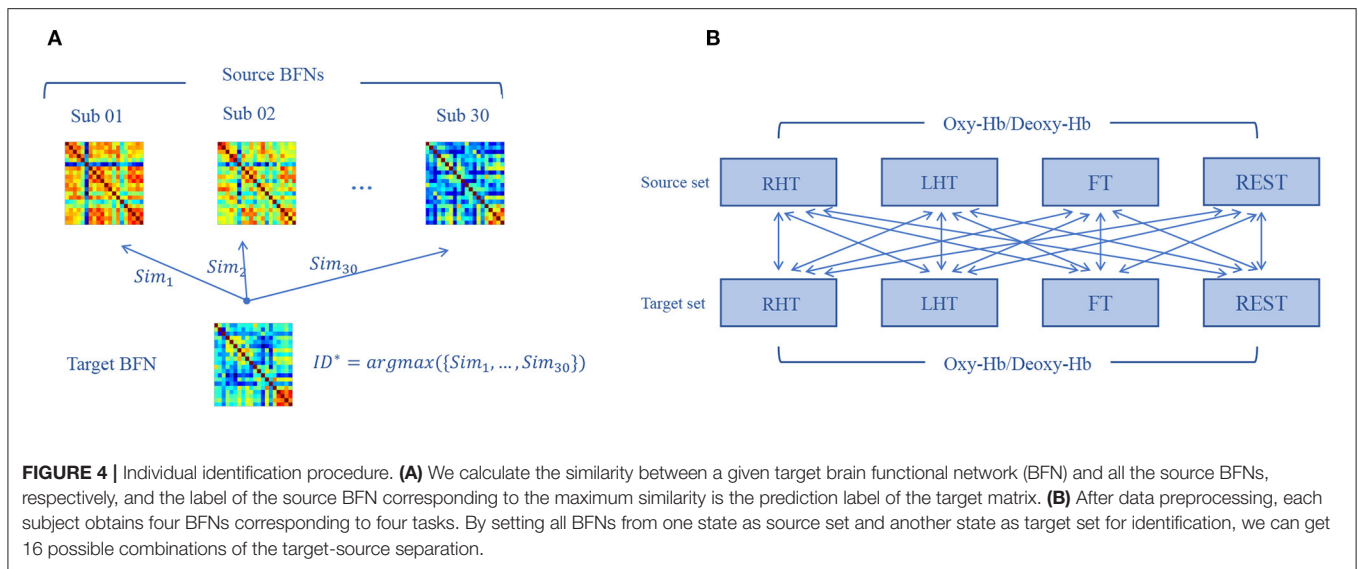 A
Source BFNs
Sub 01
Sub 02
Sub 30
...
Sim1
Sim2
Sim30
Target BFN
ID* = argmax({Sim1, ..., Sim30})
B
Oxy-Hb/Deoxy-Hb
Source set
RHT
LHT
FT
REST
Target set
RHT
LHT
FT
REST
Oxy-Hb/Deoxy-Hb
FIGURE 4 | Individual identification procedure. (A) We calculate the similarity between a given target brain functional network (BFN) and all the source BFNs,
respectively, and the label of the source BFN corresponding to the maximum similarity is the prediction label of the target matrix. (B) After data preprocessing, each
subject obtains four BFNs corresponding to four tasks. By setting all BFNs from one state as source set and another state as target set for identification, we can get
16 possible combinations of the target-source separation.